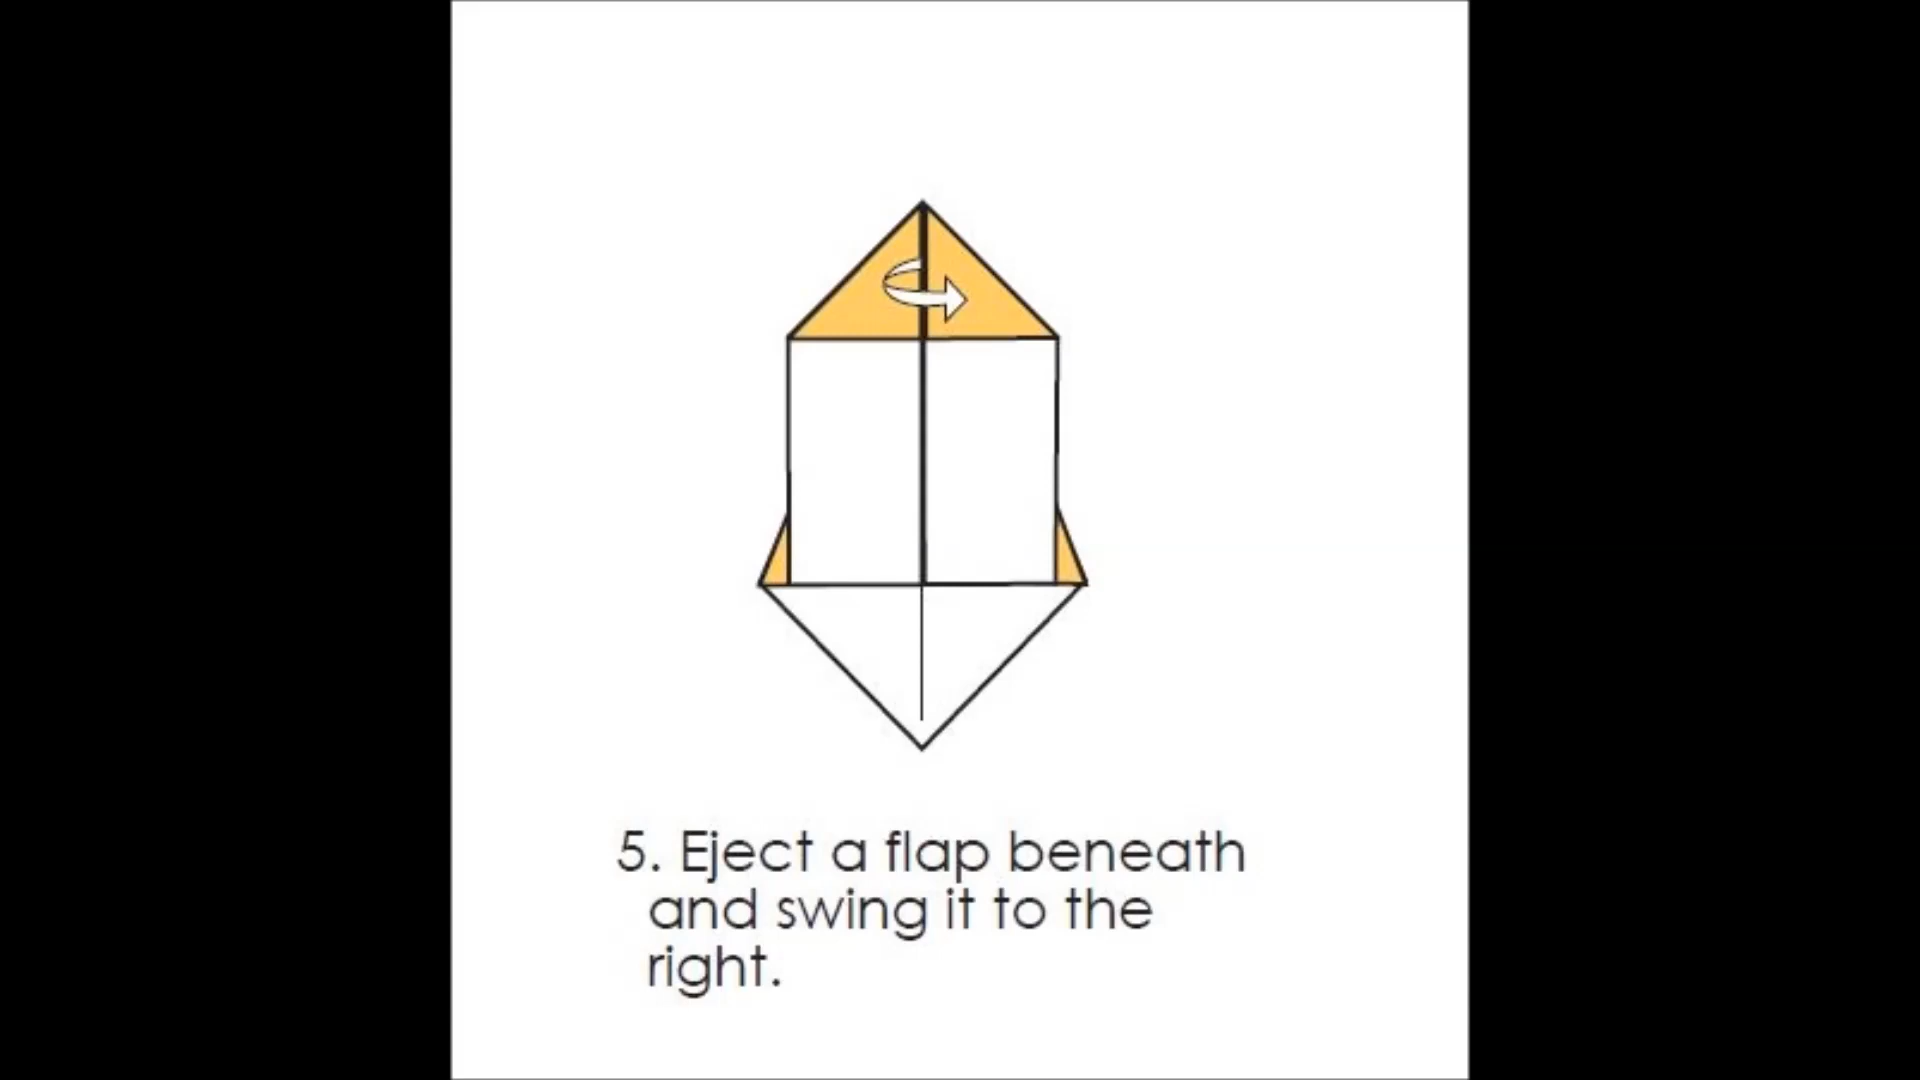 5. Eject a flap beneath
and swing it to the
right.